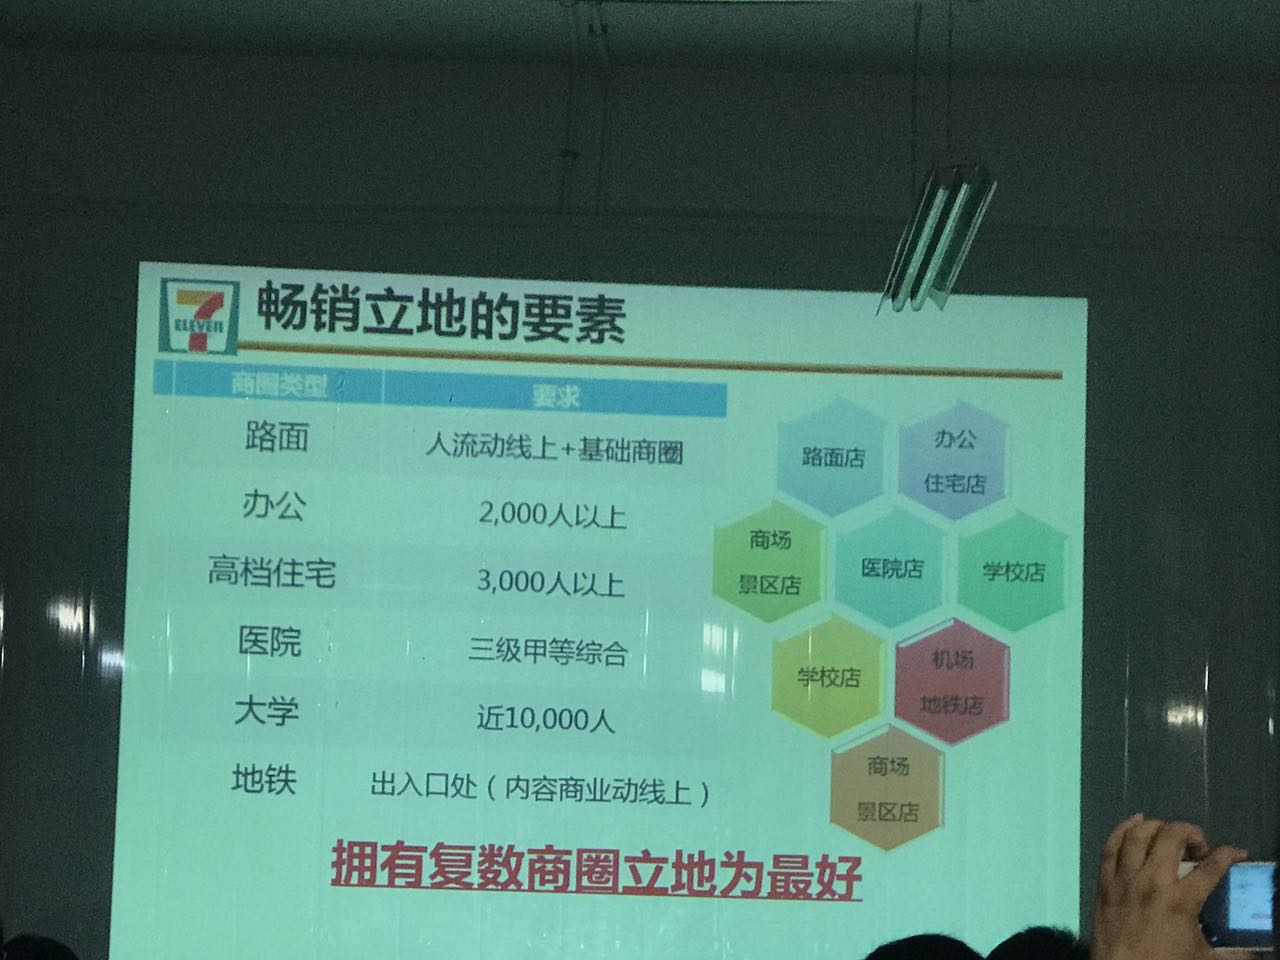 7
ELEVEN
畅销立地的要素
商圈类型 要求
路面 人流动线上+基础商圈
办公 2,000人以上
高档住宅 3,000人以上
医院 三级甲等综合
大学 近10,000人
地铁 出入口处（内容商业动线上）
拥有复数商圈立地为最好
路面店
办公
住宅店
商场
景区店
医院店
学校店
学校店
机场
地铁店
商场
景区店